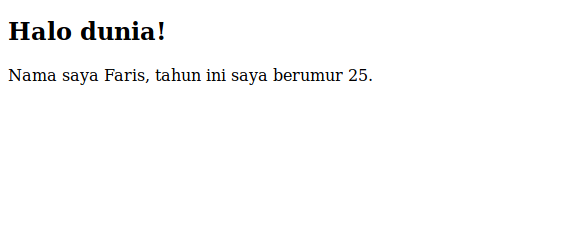 Halo dunia!
Nama saya Faris, tahun ini saya berumur 25.